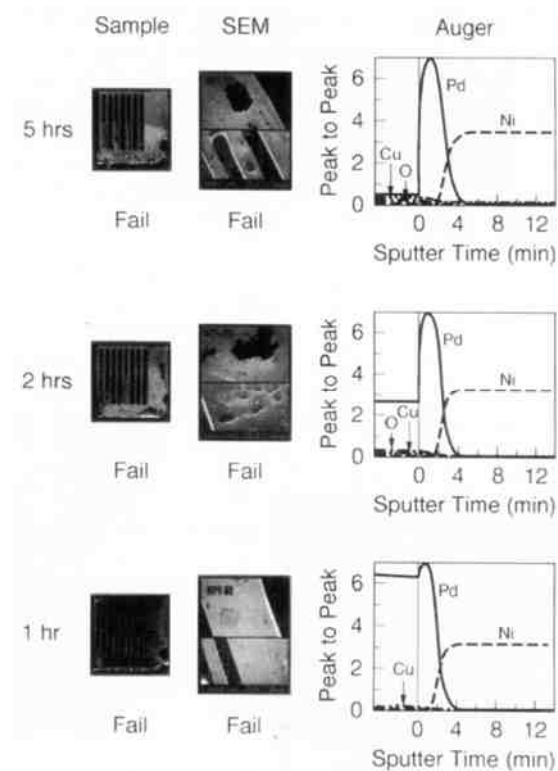 Sample SEM Auger
5 hrs
Fail Fail
Peak to Peak
6
4
2
0
Pd
Ni
Cu
O
0 4 8 12
Sputter Time (min)
2 hrs
Fail Fail
Peak to Peak
6
4
2
0
Pd
Ni
O
Cu
0 4 8 12
Sputter Time (min)
1 hr
Fail Fail
Peak to Peak
6
4
2
0
Pd
Ni
Cu
0 4 8 12
Sputter Time (min)